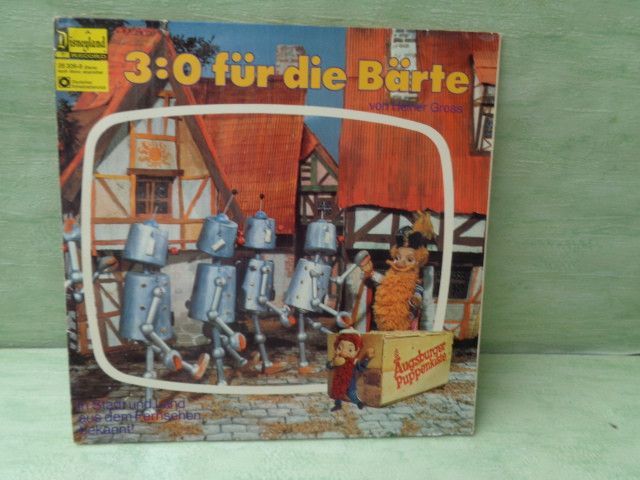 A
Disneyland
RECORD
3:0 für die Bärte
von Heiner Gross
Augsburger
Puppenkiste
In Stadt und Land
aus dem Fernsehen
bekannt!